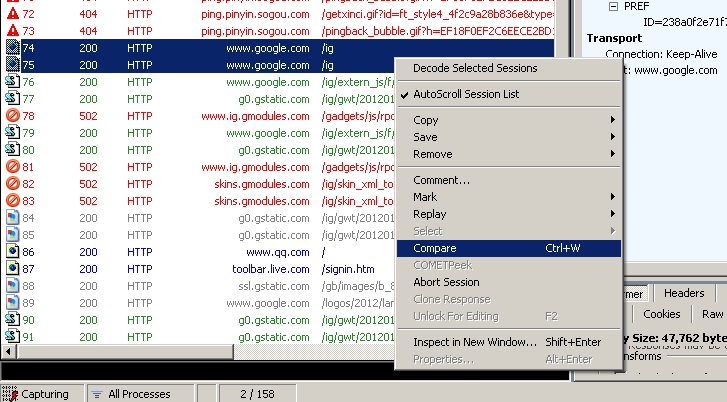 72 404 HTTP ping.pinyin.sogou.com /getxinci.gif?id=ft_style4_4f2c9a28b836e&type=
73 404 HTTP ping.pinyin.sogou.com /pingback_bubble.gif?h=EF18F0EF2C6EECE2BD1
74 200 HTTP www.google.com /ig
75 200 HTTP www.google.com /ig
76 200 HTTP www.google.com /ig/extern_js/f/
77 200 HTTP g0.gstatic.com /ig/gwt/201201
78 502 HTTP www.ig.gmodules.com /gadgets/js/rpc
79 200 HTTP www.google.com /ig/extern_js/f/
80 200 HTTP g0.gstatic.com /ig/gwt/201201
81 502 HTTP www.ig.gmodules.com /gadgets/js/rpc
82 502 HTTP skins.gmodules.com /ig/skin_xml_to
83 502 HTTP skins.gmodules.com /ig/skin_xml_to
84 200 HTTP g0.gstatic.com /ig/gwt/201201
85 200 HTTP g0.gstatic.com /ig/gwt/201201
86 200 HTTP www.qq.com /
87 200 HTTP toolbar.live.com /signin.htm
88 200 HTTP ssl.gstatic.com /gb/images/b_8
89 200 HTTP www.google.com /logos/2012/lan
90 200 HTTP g0.gstatic.com /ig/gwt/201201
91 200 HTTP g0.gstatic.com /ig/gwt/201201
Decode Selected Sessions
AutoScroll Session List
Copy
Save
Remove
Comment...
Mark
Replay
Select
Compare Ctrl+W
COMETPeek
Abort Session
Clone Response
Unlock For Editing F2
Inspect in New Window... Shift+Enter
Properties... Alt+Enter
PREF
ID=238a0f2e71f7
Transport
Connection: Keep-Alive
: www.google.com
Headers
Cookies Raw
Size: 47,762 byte
Responses may be
Capturing All Processes 2 / 158